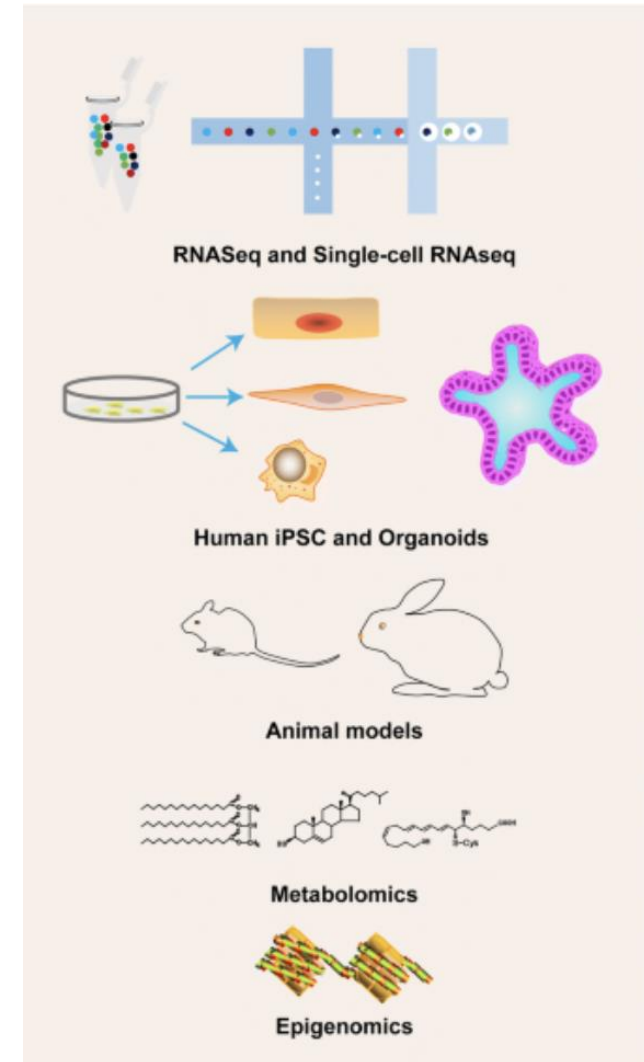 RNASeq and Single-cell RNAseq
Human iPSC and Organoids
Animal models
Metabolomics
Epigenomics